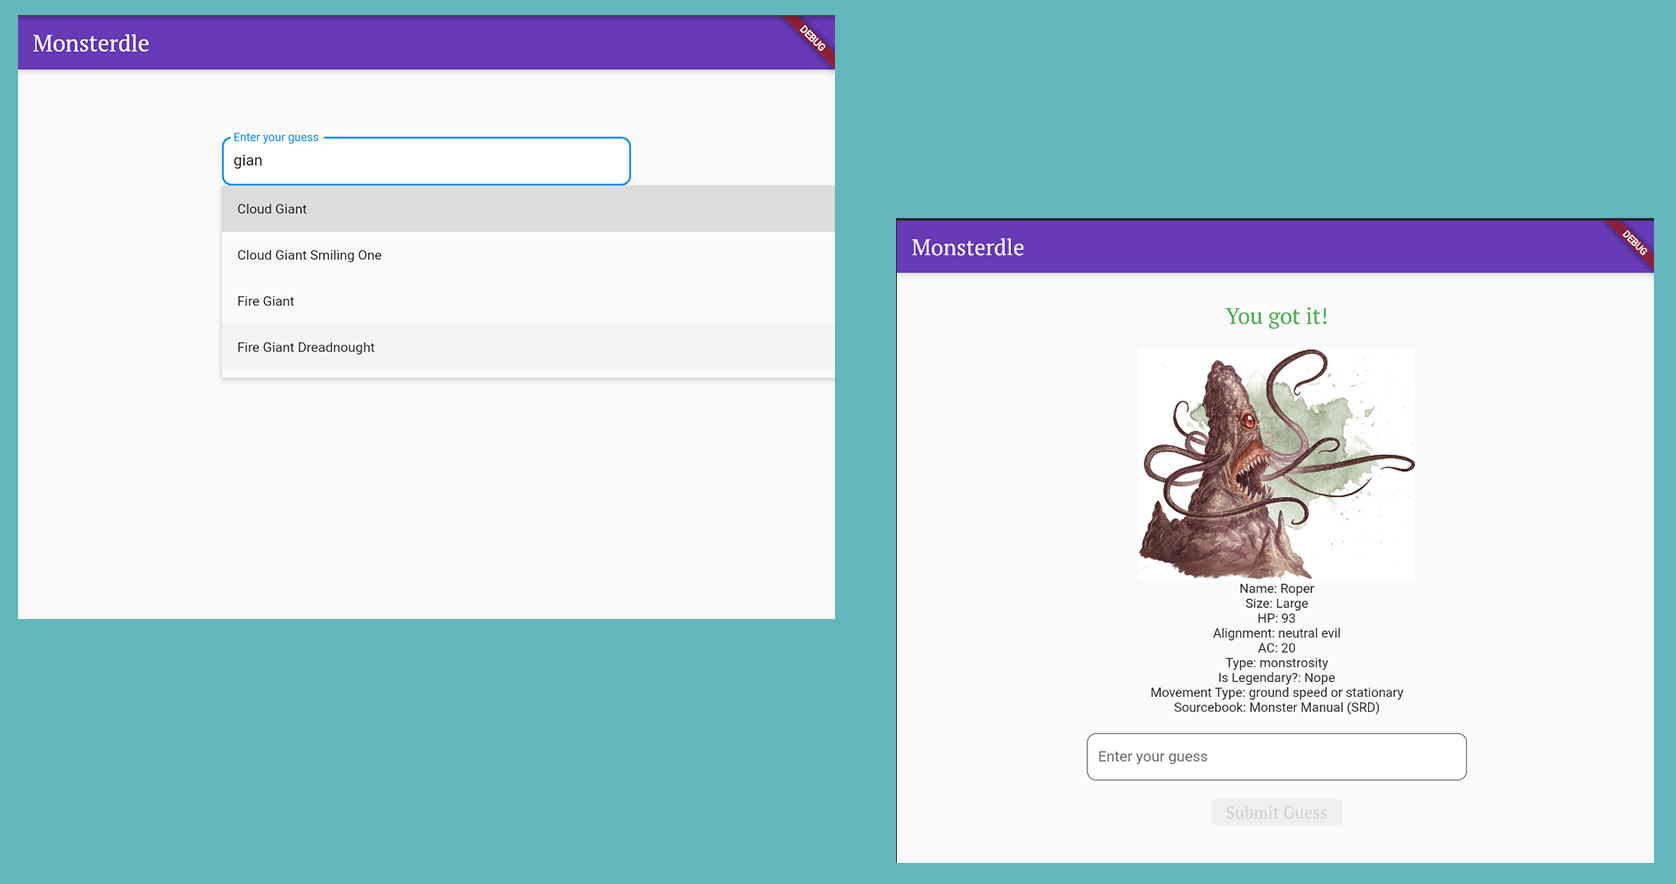 Monsterdle
DEBUG
Enter your guess
gian
Cloud Giant
Cloud Giant Smiling One
Fire Giant
Fire Giant Dreadnought
Monsterdle
DEBUG
You got it!
Name: Roper
Size: Large
HP: 93
Alignment: neutral evil
AC: 20
Type: monstrosity
Is Legendary?: Nope
Movement Type: ground speed or stationary
Sourcebook: Monster Manual (SRD)
Enter your guess
Submit Guess